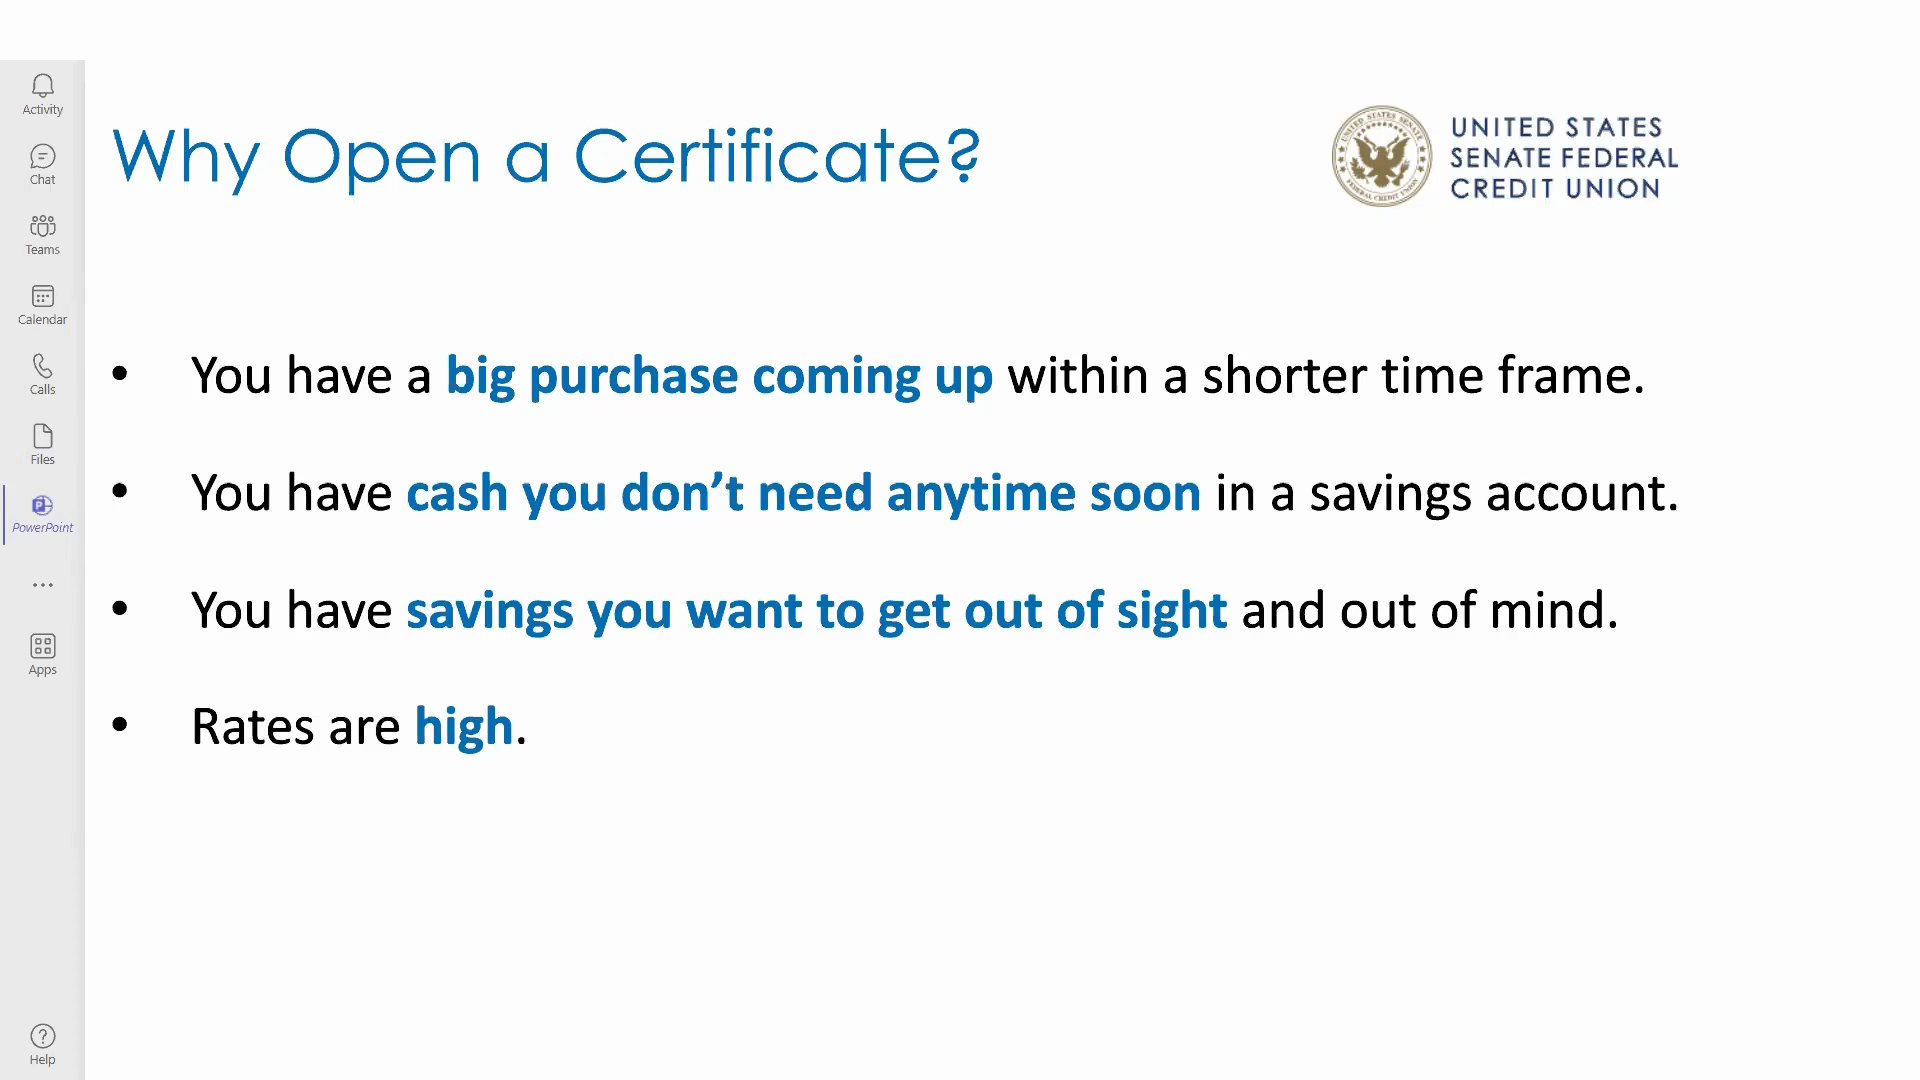 Activity
Chat
Teams
Calendar
Calls
Files
PowerPoint
Apps
Help
Why Open a Certificate?
UNITED STATES
SENATE FEDERAL
CREDIT UNION
• You have a big purchase coming up within a shorter time frame.
• You have cash you don’t need anytime soon in a savings account.
• You have savings you want to get out of sight and out of mind.
• Rates are high.